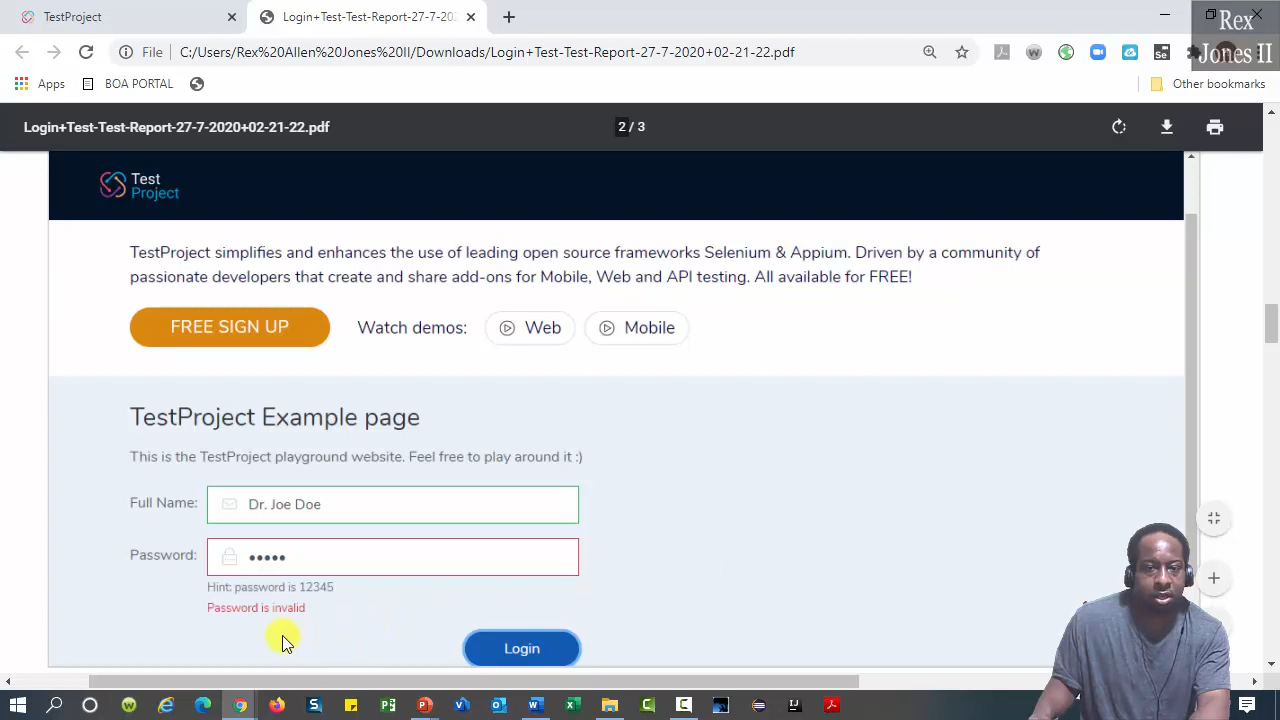 TestProject
Login+Test-Test-Report-27-7-202
Rex
Jones II
File
C:/Users/Rex%20Allen%20Jones%20II/Downloads/Login+Test-Test-Report-27-7-2020+02-21-22.pdf
Apps
BOA PORTAL
Other bookmarks
Login+Test-Test-Report-27-7-2020+02-21-22.pdf
2 / 3
Test
Project
TestProject simplifies and enhances the use of leading open source frameworks Selenium & Appium. Driven by a community of
passionate developers that create and share add-ons for Mobile, Web and API testing. All available for FREE!
FREE SIGN UP
Watch demos:
Web
Mobile
TestProject Example page
This is the TestProject playground website. Feel free to play around it :)
Full Name:
Dr. Joe Doe
Password:
•••••
Hint: password is 12345
Password is invalid
Login